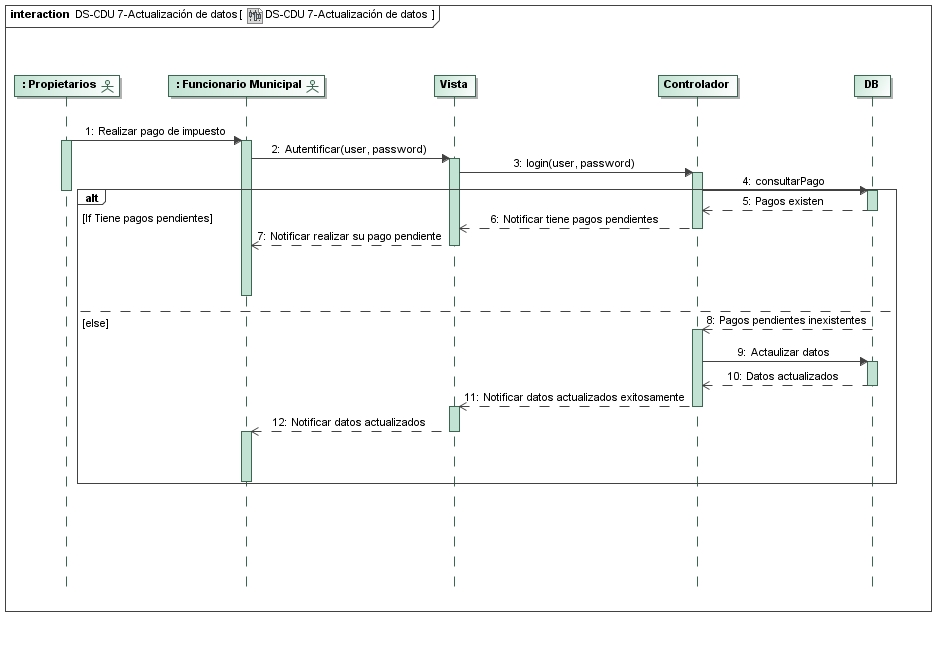 interaction DS-CDU 7-Actualización de datos [ DS-CDU 7-Actualización de datos ]
: Propietarios
: Funcionario Municipal
Vista
Controlador
DB
1: Realizar pago de impuesto
2: Autentificar(user, password)
3: login(user, password)
4: consultarPago
alt
5: Pagos existen
[If Tiene pagos pendientes]
6: Notificar tiene pagos pendientes
7: Notificar realizar su pago pendiente
[else]
8: Pagos pendientes inexistentes
9: Actaulizar datos
10: Datos actualizados
11: Notificar datos actualizados exitosamente
12: Notificar datos actualizados